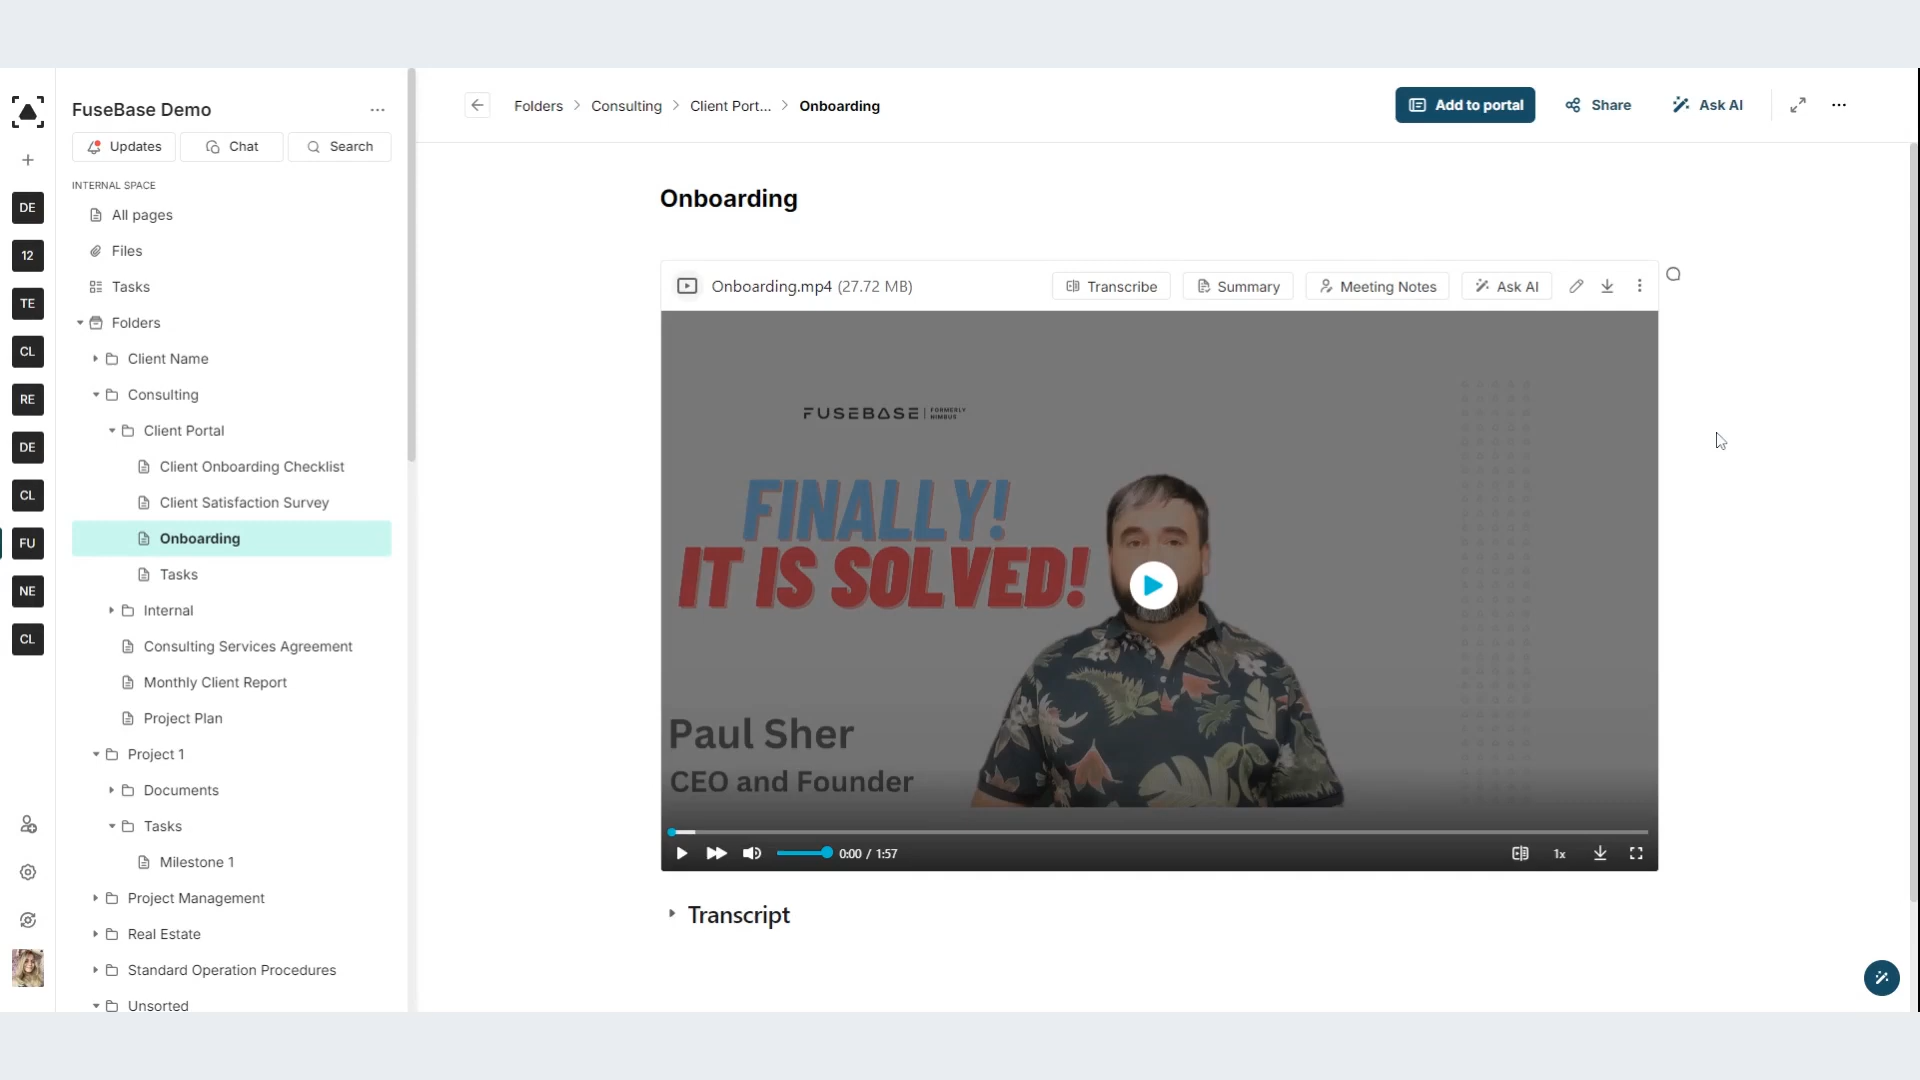 FuseBase Demo
Updates
Chat
Search
INTERNAL SPACE
All pages
Files
Tasks
Folders
Client Name
Consulting
Client Portal
Client Onboarding Checklist
Client Satisfaction Survey
Onboarding
Tasks
Internal
Consulting Services Agreement
Monthly Client Report
Project Plan
Project 1
Documents
Tasks
Milestone 1
Project Management
Real Estate
Standard Operation Procedures
Unsorted
DE
12
TE
CL
RE
DE
CL
FU
NE
CL
Folders > Consulting > Client Port... > Onboarding
Add to portal
Share
Ask AI
Onboarding
Onboarding.mp4 (27.72 MB)
Transcribe
Summary
Meeting Notes
Ask AI
FUSEBASE | FORMERLY
NIMBUS
FINALLY!
IT IS SOLVED!
Paul Sher
CEO and Founder
0:00 / 1:57
1x
Transcript